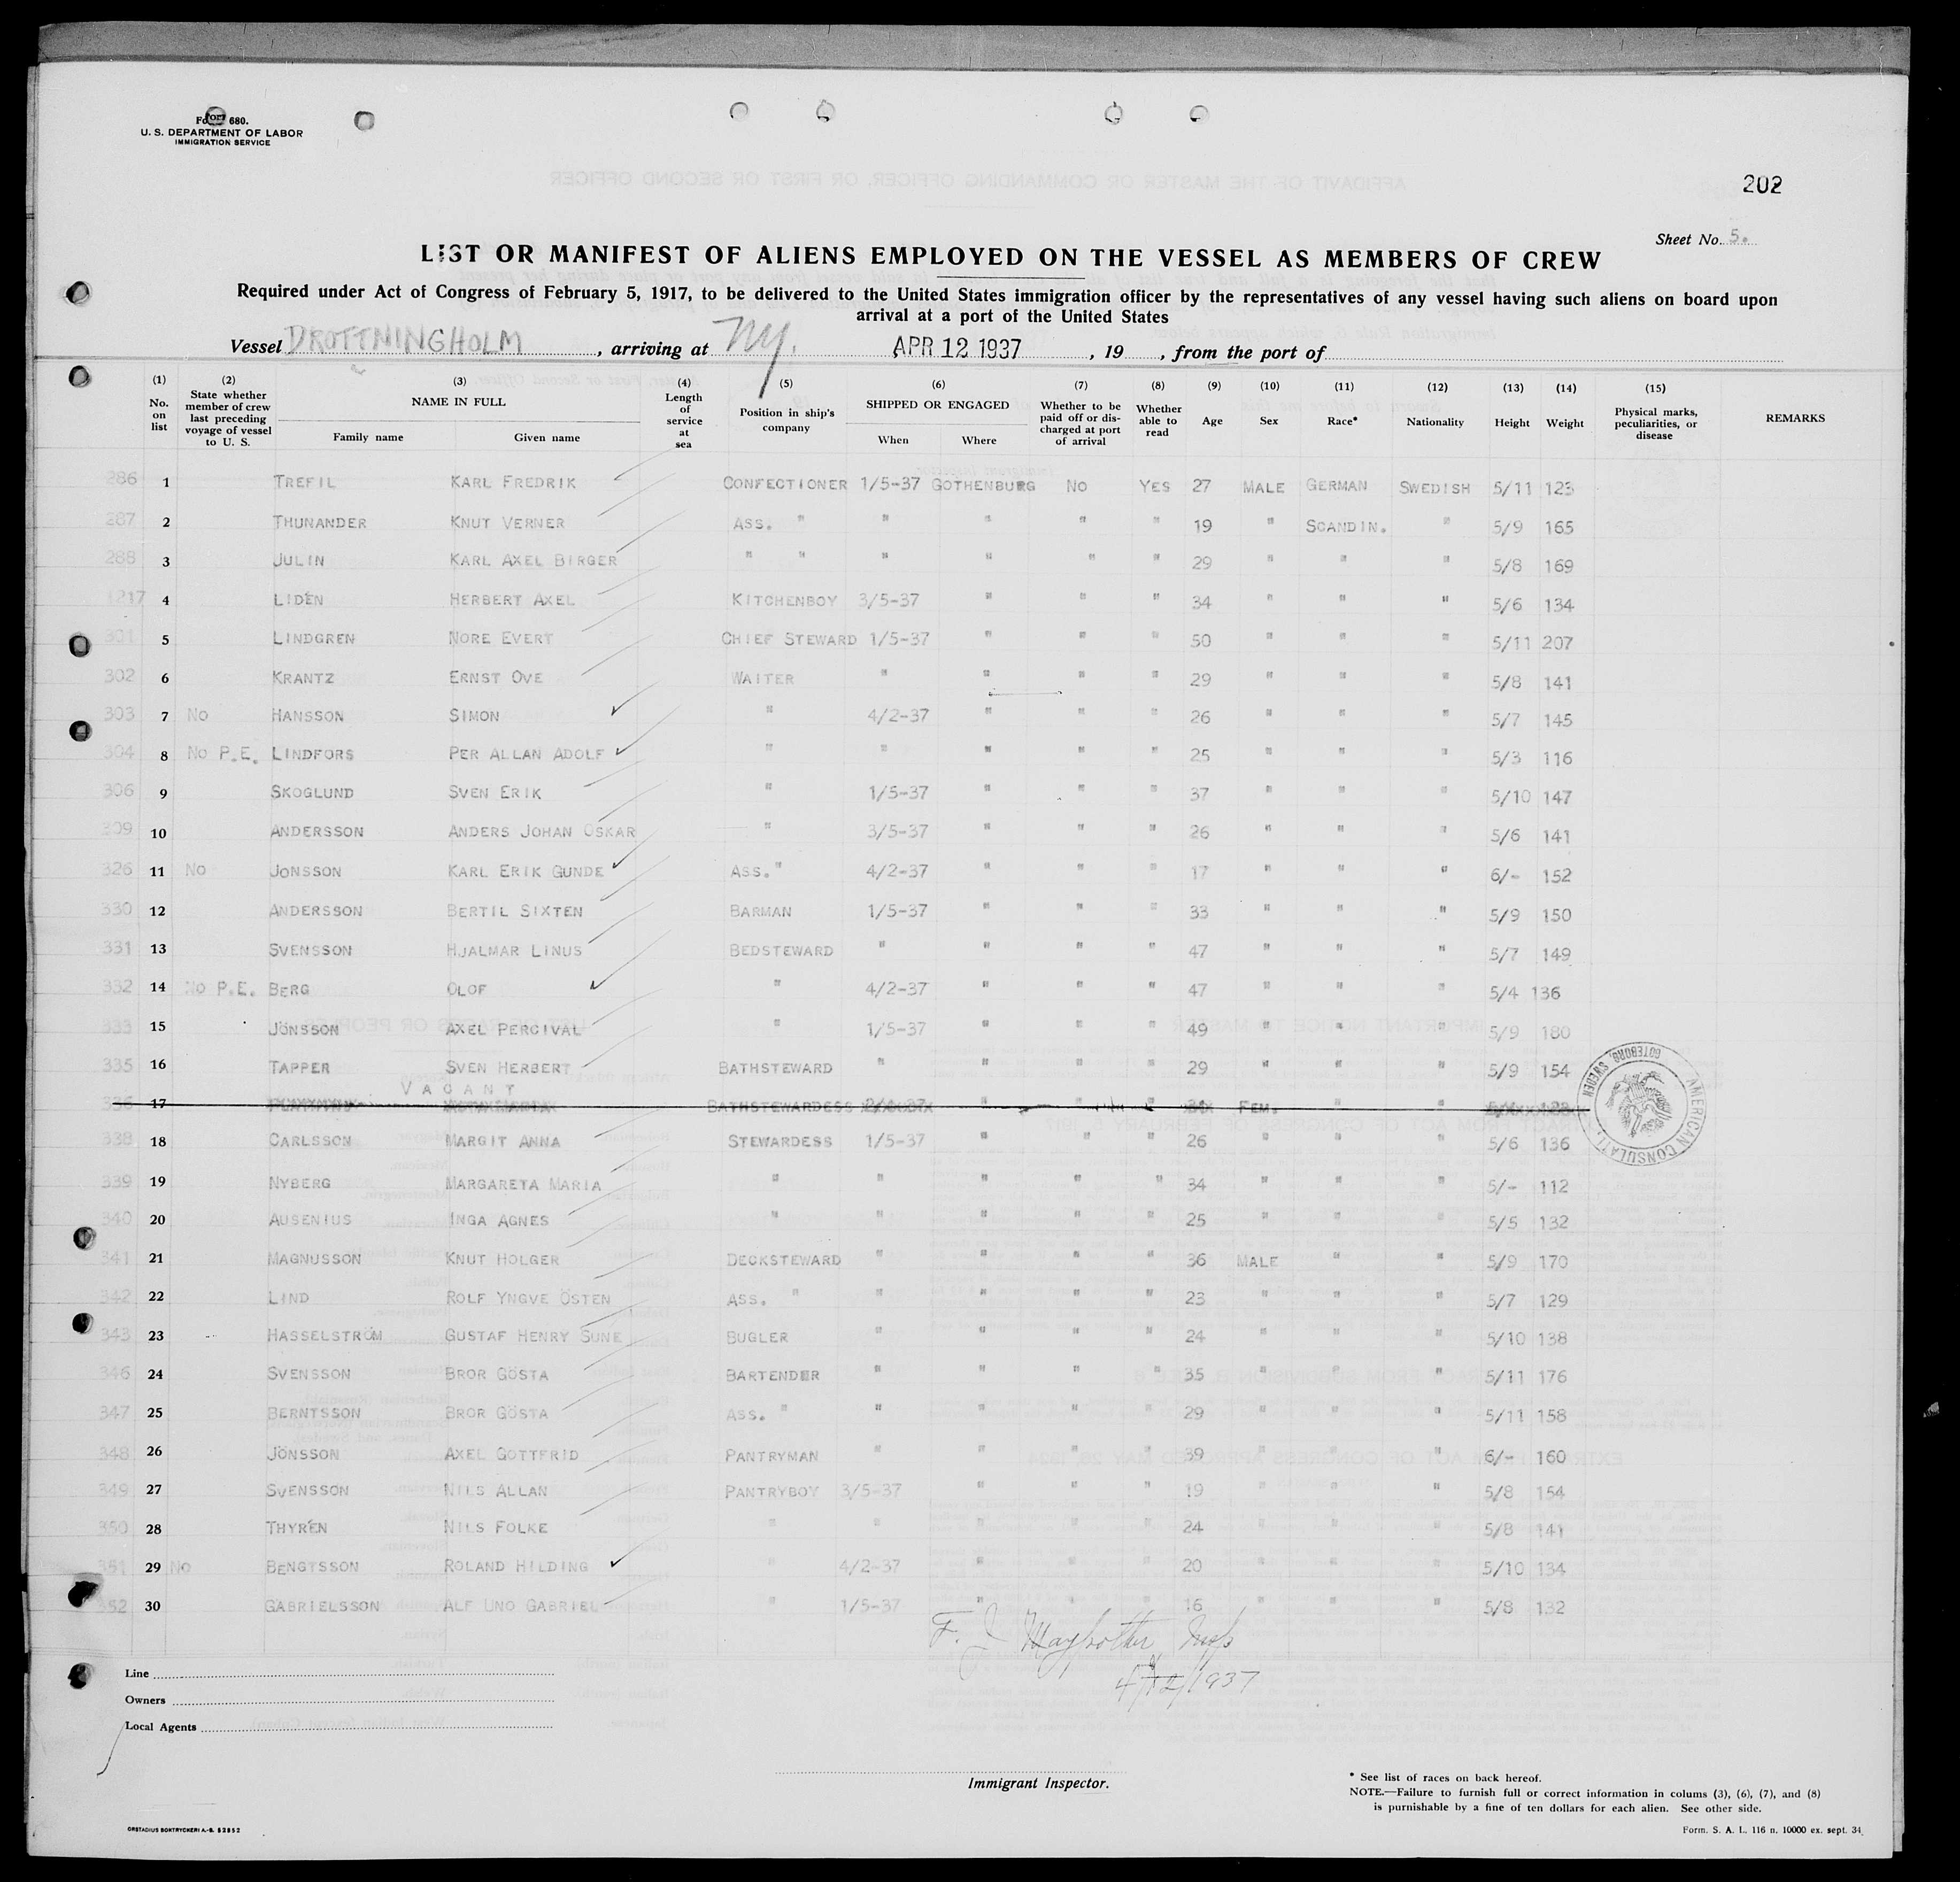 Form 680.
U. S. DEPARTMENT OF LABOR
IMMIGRATION SERVICE
202
Sheet No. 5.
LIST OR MANIFEST OF ALIENS EMPLOYED ON THE VESSEL AS MEMBERS OF CREW
Required under Act of Congress of February 5, 1917, to be delivered to the United States immigration officer by the representatives of any vessel having such aliens on board upon
arrival at a port of the United States
Vessel DROTTNINGHOLM, arriving at NY. APR 12 1937, 19 , from the port of
(1) No. on list (2) State whether member of crew last preceding voyage of vessel to U. S. (3) NAME IN FULL Family name Given name (4) Length of service at sea (5) Position in ship's company (6) SHIPPED OR ENGAGED When Where (7) Whether to be paid off or discharged at port of arrival (8) Whether able to read (9) Age (10) Sex (11) Race* (12) Nationality (13) Height (14) Weight (15) Physical marks, peculiarities, or disease REMARKS
286 1 TREFIL KARL FREDRIK CONFECTIONER 1/5-37 GOTHENBURG NO YES 27 MALE GERMAN SWEDISH 5/11 123
287 2 THUNANDER KNUT VERNER ASS. " " " " " 19 " SCANDIN. " 5/9 165
288 3 JULIN KARL AXEL BIRGER " " " " " " 29 " " " 5/8 169
1217 4 LIDÉN HERBERT AXEL KITCHENBOY 3/5-37 " " " 34 " " " 5/6 134
301 5 LINDGREN NORE EVERT CHIEF STEWARD 1/5-37 " " " 50 " " " 5/11 207
302 6 KRANTZ ERNST OVE WAITER " " " " 29 " " " 5/8 141
303 7 NO HANSSON SIMON " 4/2-37 " " " 26 " " " 5/7 145
304 8 NO P.E. LINDFORS PER ALLAN ADOLF " " " " " 25 " " " 5/3 116
306 9 SKOGLUND SVEN ERIK " 1/5-37 " " " 37 " " " 5/10 147
309 10 ANDERSSON ANDERS JOHAN OSKAR " 3/5-37 " " " 26 " " " 5/6 141
326 11 NO JONSSON KARL ERIK GUNDE ASS. " 4/2-37 " " " 17 " " " 6/- 152
330 12 ANDERSSON BERTIL SIXTEN BARMAN 1/5-37 " " " 33 " " " 5/9 150
331 13 SVENSSON HJALMAR LINUS BEDSTEWARD " " " " 47 " " " 5/7 149
332 14 NO P.E. BERG OLOF " 4/2-37 " " " 47 " " " 5/4 136
333 15 JÖNSSON AXEL PERCIVAL " 1/5-37 " " " 49 " " " 5/9 180
335 16 TAPPER SVEN HERBERT BATHSTEWARD " " " " 29 " " " 5/9 154
VACANT
336 17 BATHSTEWARDESS " " " FEM. " "
338 18 CARLSSON MARGIT ANNA STEWARDESS 1/5-37 " " " 26 " " " 5/6 136
339 19 NYBERG MARGARETA MARIA " " " " " 34 " " " 5/- 112
340 20 AUSENIUS INGA AGNES " " " " " 25 " " " 5/5 132
341 21 MAGNUSSON KNUT HOLGER DECKSTEWARD " " " " 36 MALE " " 5/9 170
342 22 LIND ROLF YNGVE ÖSTEN ASS. " " " " " 23 " " " 5/7 129
343 23 HASSELSTRÖM GUSTAF HENRY SUNE BUGLER " " " " 24 " " " 5/10 138
346 24 SVENSSON BROR GÖSTA BARTENDER " " " " 35 " " " 5/11 176
347 25 BERNTSSON BROR GÖSTA ASS. " " " " " 29 " " " 5/11 158
348 26 JÖNSSON AXEL GOTTFRID PANTRYMAN " " " " 39 " " " 6/- 160
349 27 SVENSSON NILS ALLAN PANTRYBOY 3/5-37 " " " 19 " " " 5/8 154
350 28 THYRÉN NILS FOLKE " " " " " 24 " " " 5/8 141
351 29 NO BENGTSSON ROLAND HILDING " 4/2-37 " " " 20 " " " 5/10 134
352 30 GABRIELSSON ALF UNO GABRIEL " 1/5-37 " " " 16 " " " 5/8 132
AMERICAN CONSULATE GOTEBORG, SWEDEN
F. J. Insp
4/12/1937
Line
Owners
Local Agents
Immigrant Inspector.
* See list of races on back hereof.
NOTE.—Failure to furnish full or correct information in colums (3), (6), (7), and (8)
is purnishable by a fine of ten dollars for each alien. See other side.
ORSTADIUS BOKTRYCKERI A.-B. 52852
Form. S. A. L. 116 n. 10000 ex. sept. 34